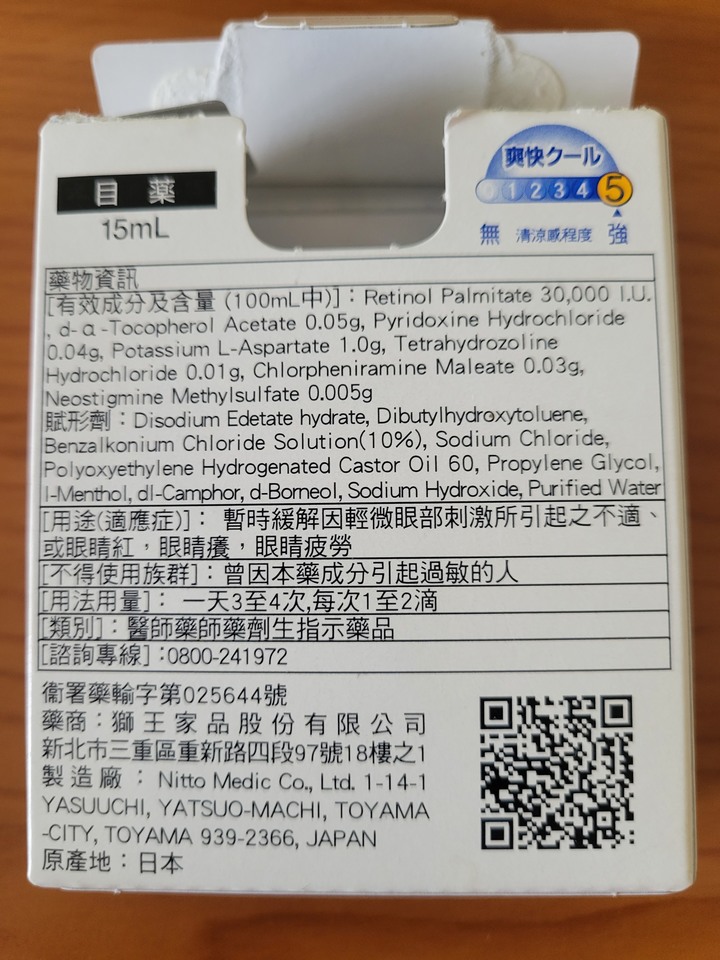 目薬
15mL
爽快クール
0 1 2 3 4 5
無 清涼感程度 強
藥物資訊
[有效成分及含量 (100mL中)]：Retinol Palmitate 30,000 I.U.
, d-α-Tocopherol Acetate 0.05g, Pyridoxine Hydrochloride
0.04g, Potassium L-Aspartate 1.0g, Tetrahydrozoline
Hydrochloride 0.01g, Chlorpheniramine Maleate 0.03g,
Neostigmine Methylsulfate 0.005g
賦形劑：Disodium Edetate hydrate, Dibutylhydroxytoluene,
Benzalkonium Chloride Solution(10%), Sodium Chloride,
Polyoxyethylene Hydrogenated Castor Oil 60, Propylene Glycol,
l-Menthol, dl-Camphor, d-Borneol, Sodium Hydroxide, Purified Water
[用途(適應症)]： 暫時緩解因輕微眼部刺激所引起之不適、
或眼睛紅，眼睛癢，眼睛疲勞
[不得使用族群]：曾因本藥成分引起過敏的人
[用法用量]： 一天3至4次,每次1至2滴
[類別]：醫師藥師藥劑生指示藥品
[諮詢專線]:0800-241972
衛署藥輸字第025644號
藥商：獅王家品股份有限公司
新北市三重區重新路四段97號18樓之1
製造廠：Nitto Medic Co., Ltd. 1-14-1
YASUUCHI, YATSUO-MACHI, TOYAMA
-CITY, TOYAMA 939-2366, JAPAN
原產地：日本